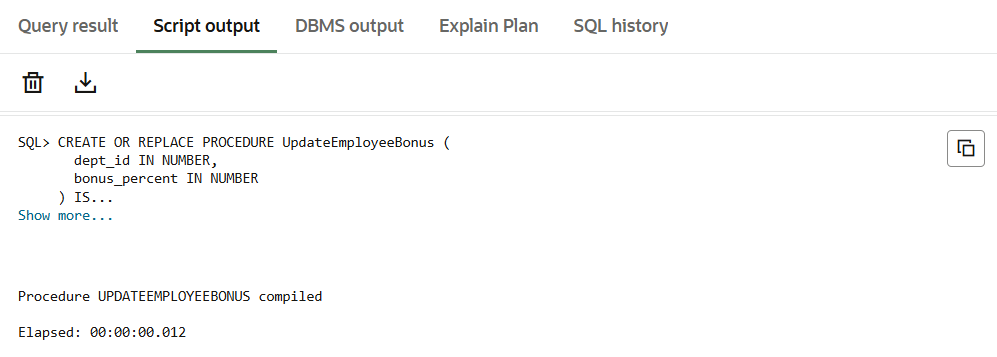 Query result Script output DBMS output Explain Plan SQL history
SQL> CREATE OR REPLACE PROCEDURE UpdateEmployeeBonus (
dept_id IN NUMBER,
bonus_percent IN NUMBER
) IS...
Show more...
Procedure UPDATEEMPLOYEEBONUS compiled
Elapsed: 00:00:00.012